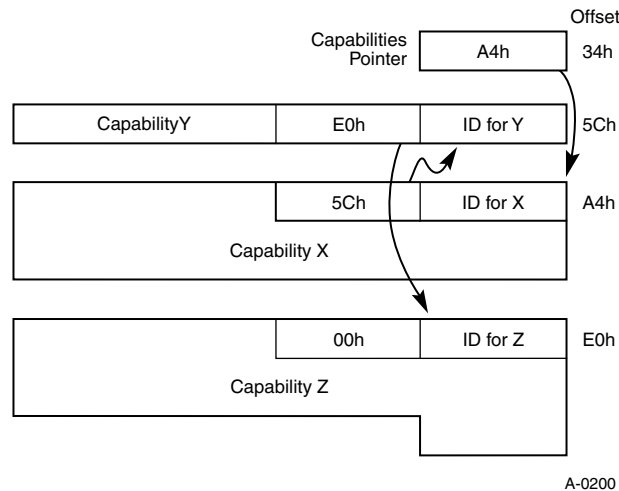 Offset
Capabilities
Pointer
A4h 34h
CapabilityY E0h ID for Y 5Ch
5Ch ID for X A4h
Capability X
00h ID for Z E0h
Capability Z
A-0200